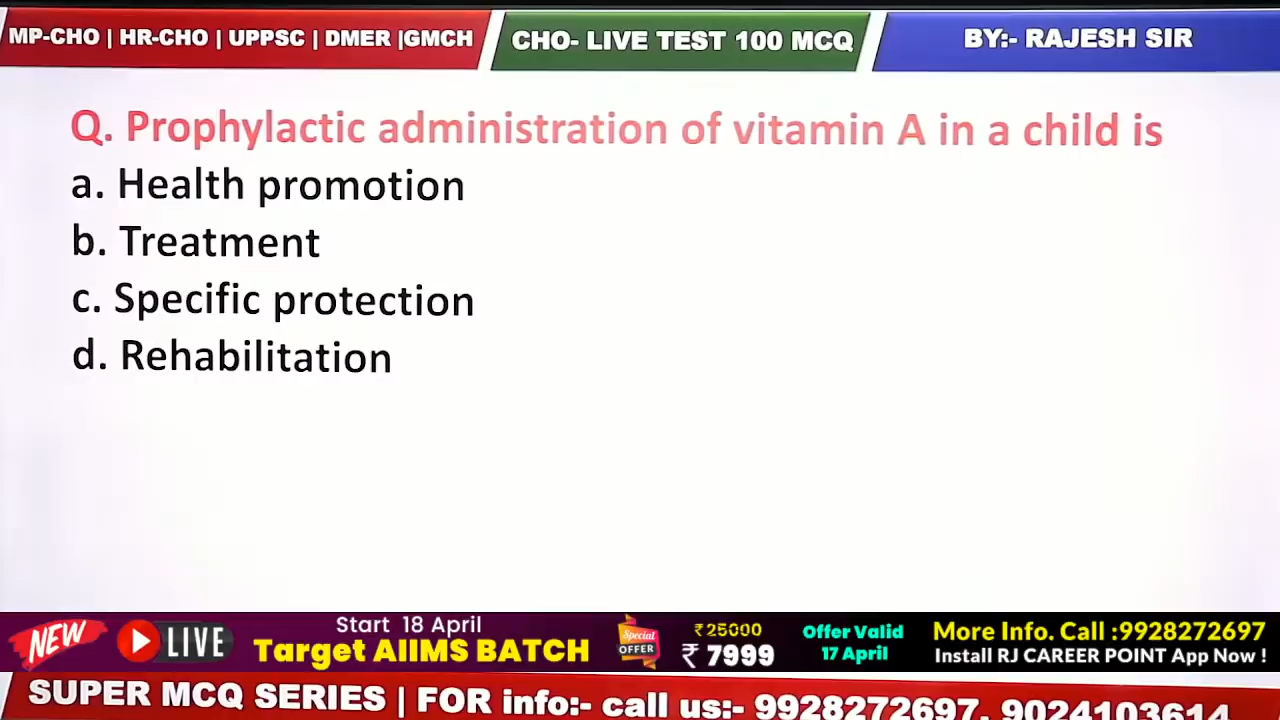 MP-CHO | HR-CHO | UPPSC | DMER |GMCH
CHO- LIVE TEST 100 MCQ
BY:- RAJESH SIR
Q. Prophylactic administration of vitamin A in a child is
a. Health promotion
b. Treatment
c. Specific protection
d. Rehabilitation
NEW
LIVE
Start 18 April
Target AIIMS BATCH
Special
OFFER
₹25000
₹ 7999
Offer Valid
17 April
More Info. Call :9928272697
Install RJ CAREER POINT App Now !
SUPER MCQ SERIES | FOR info:- call us:- 9928272697, 9024103614